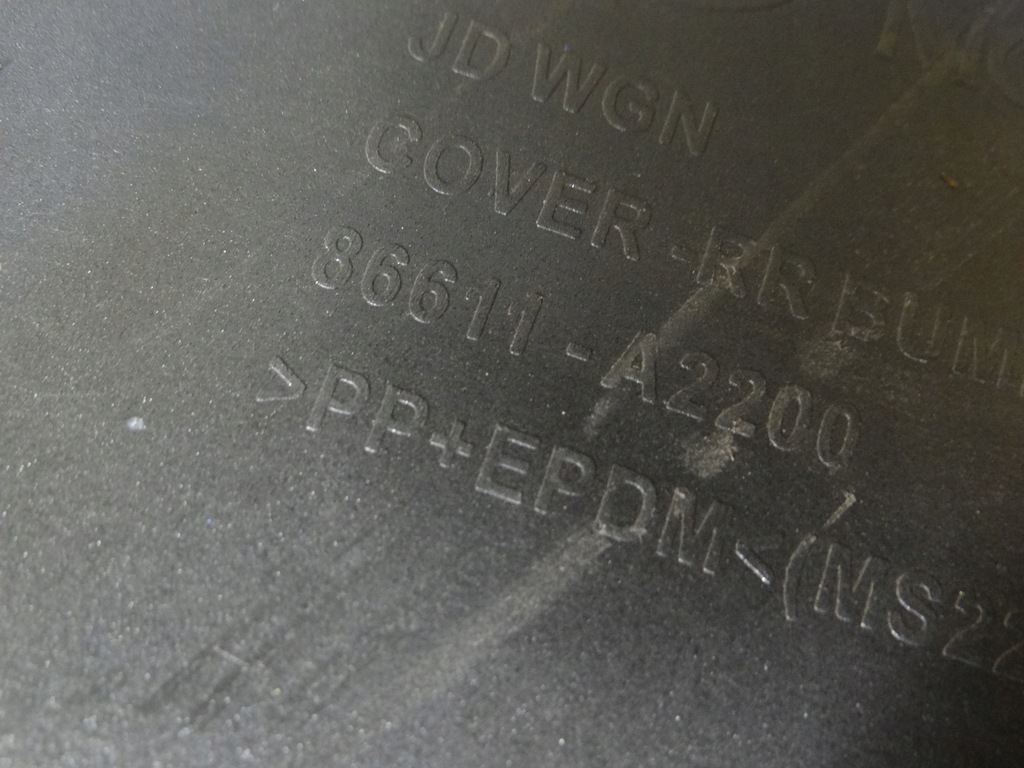 JD WGN
COVER-RR BUM
86611-A2200
>PP+EPDM<(MS22